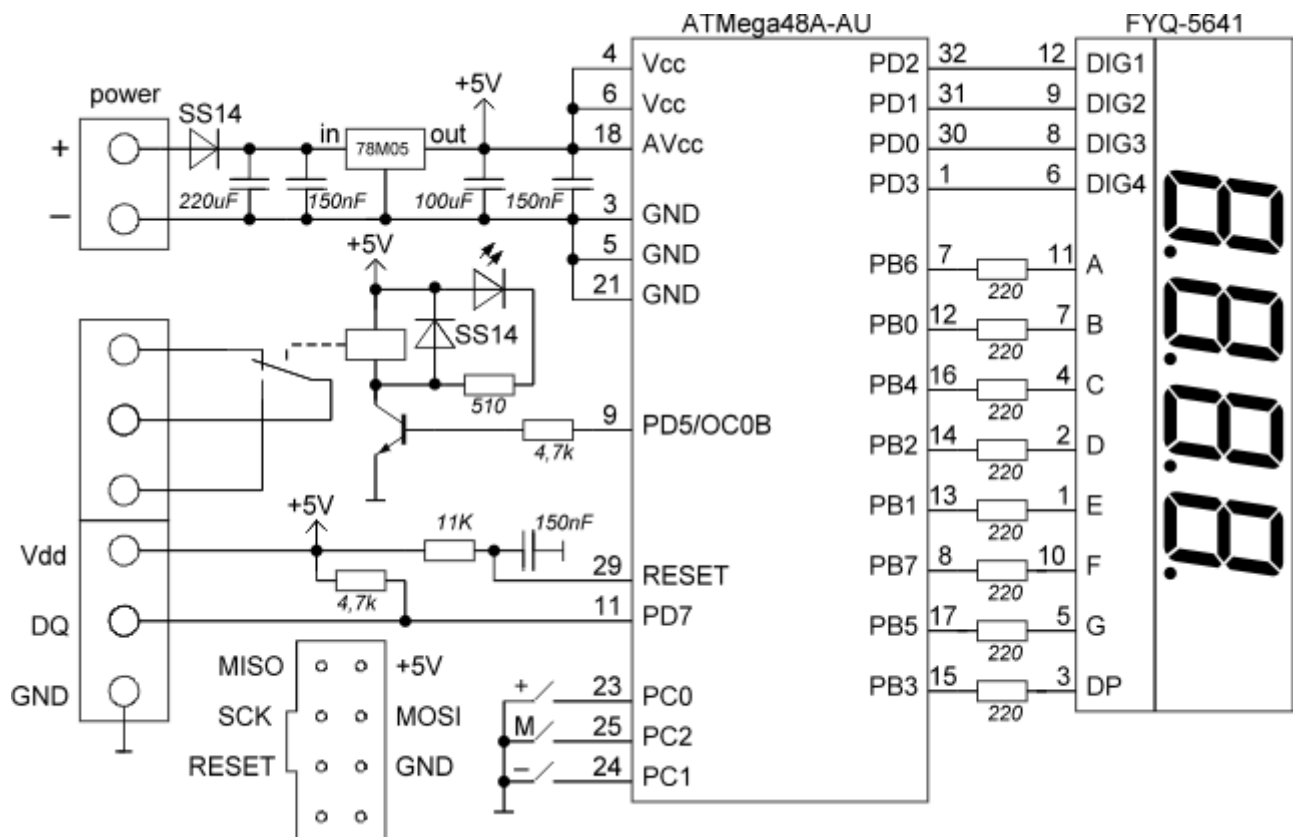 ATMega48A-AU FYQ-5641
power
+
−
SS14
in 78M05 out
+5V
220uF 150nF 100uF 150nF
4 Vcc
6 Vcc
18 AVcc
3 GND
5 GND
21 GND
PD2 32 12 DIG1
PD1 31 9 DIG2
PD0 30 8 DIG3
PD3 1 6 DIG4
+5V
SS14
510
4,7k
9 PD5/OC0B
PB6 7 220 11 A
PB0 12 220 7 B
PB4 16 220 4 C
PB2 14 220 2 D
PB1 13 220 1 E
PB7 8 220 10 F
PB5 17 220 5 G
PB3 15 220 3 DP
+5V
11K 150nF
Vdd
29 RESET
4,7k
DQ
11 PD7
GND
MISO +5V
SCK MOSI
RESET GND
+ 23 PC0
M 25 PC2
− 24 PC1
8.
8.
8.
8.